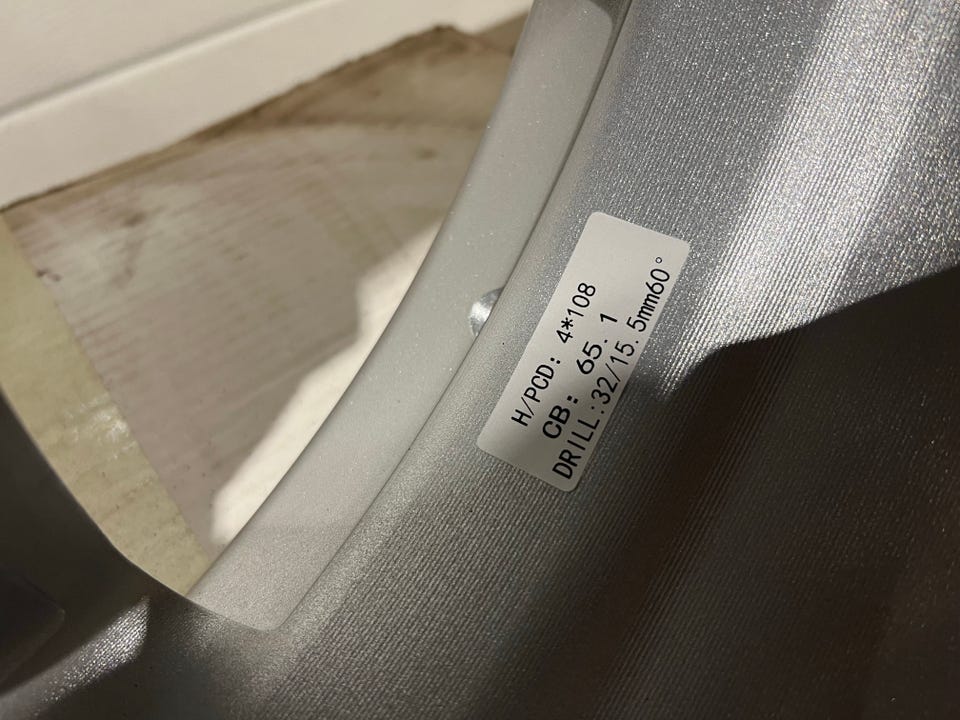 H/PCD: 4*108
CB: 65.1
DRILL:32/15.5mm60°